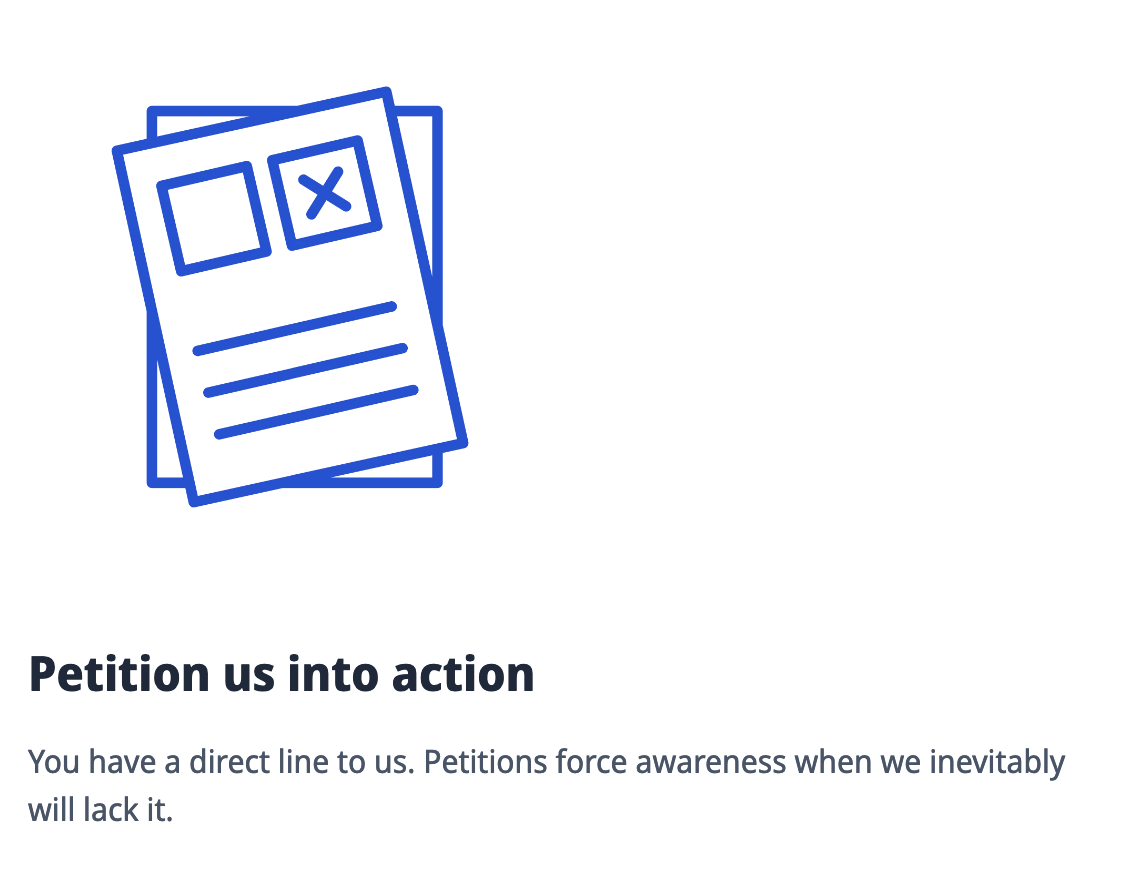 Petition us into action
You have a direct line to us. Petitions force awareness when we inevitably
will lack it.